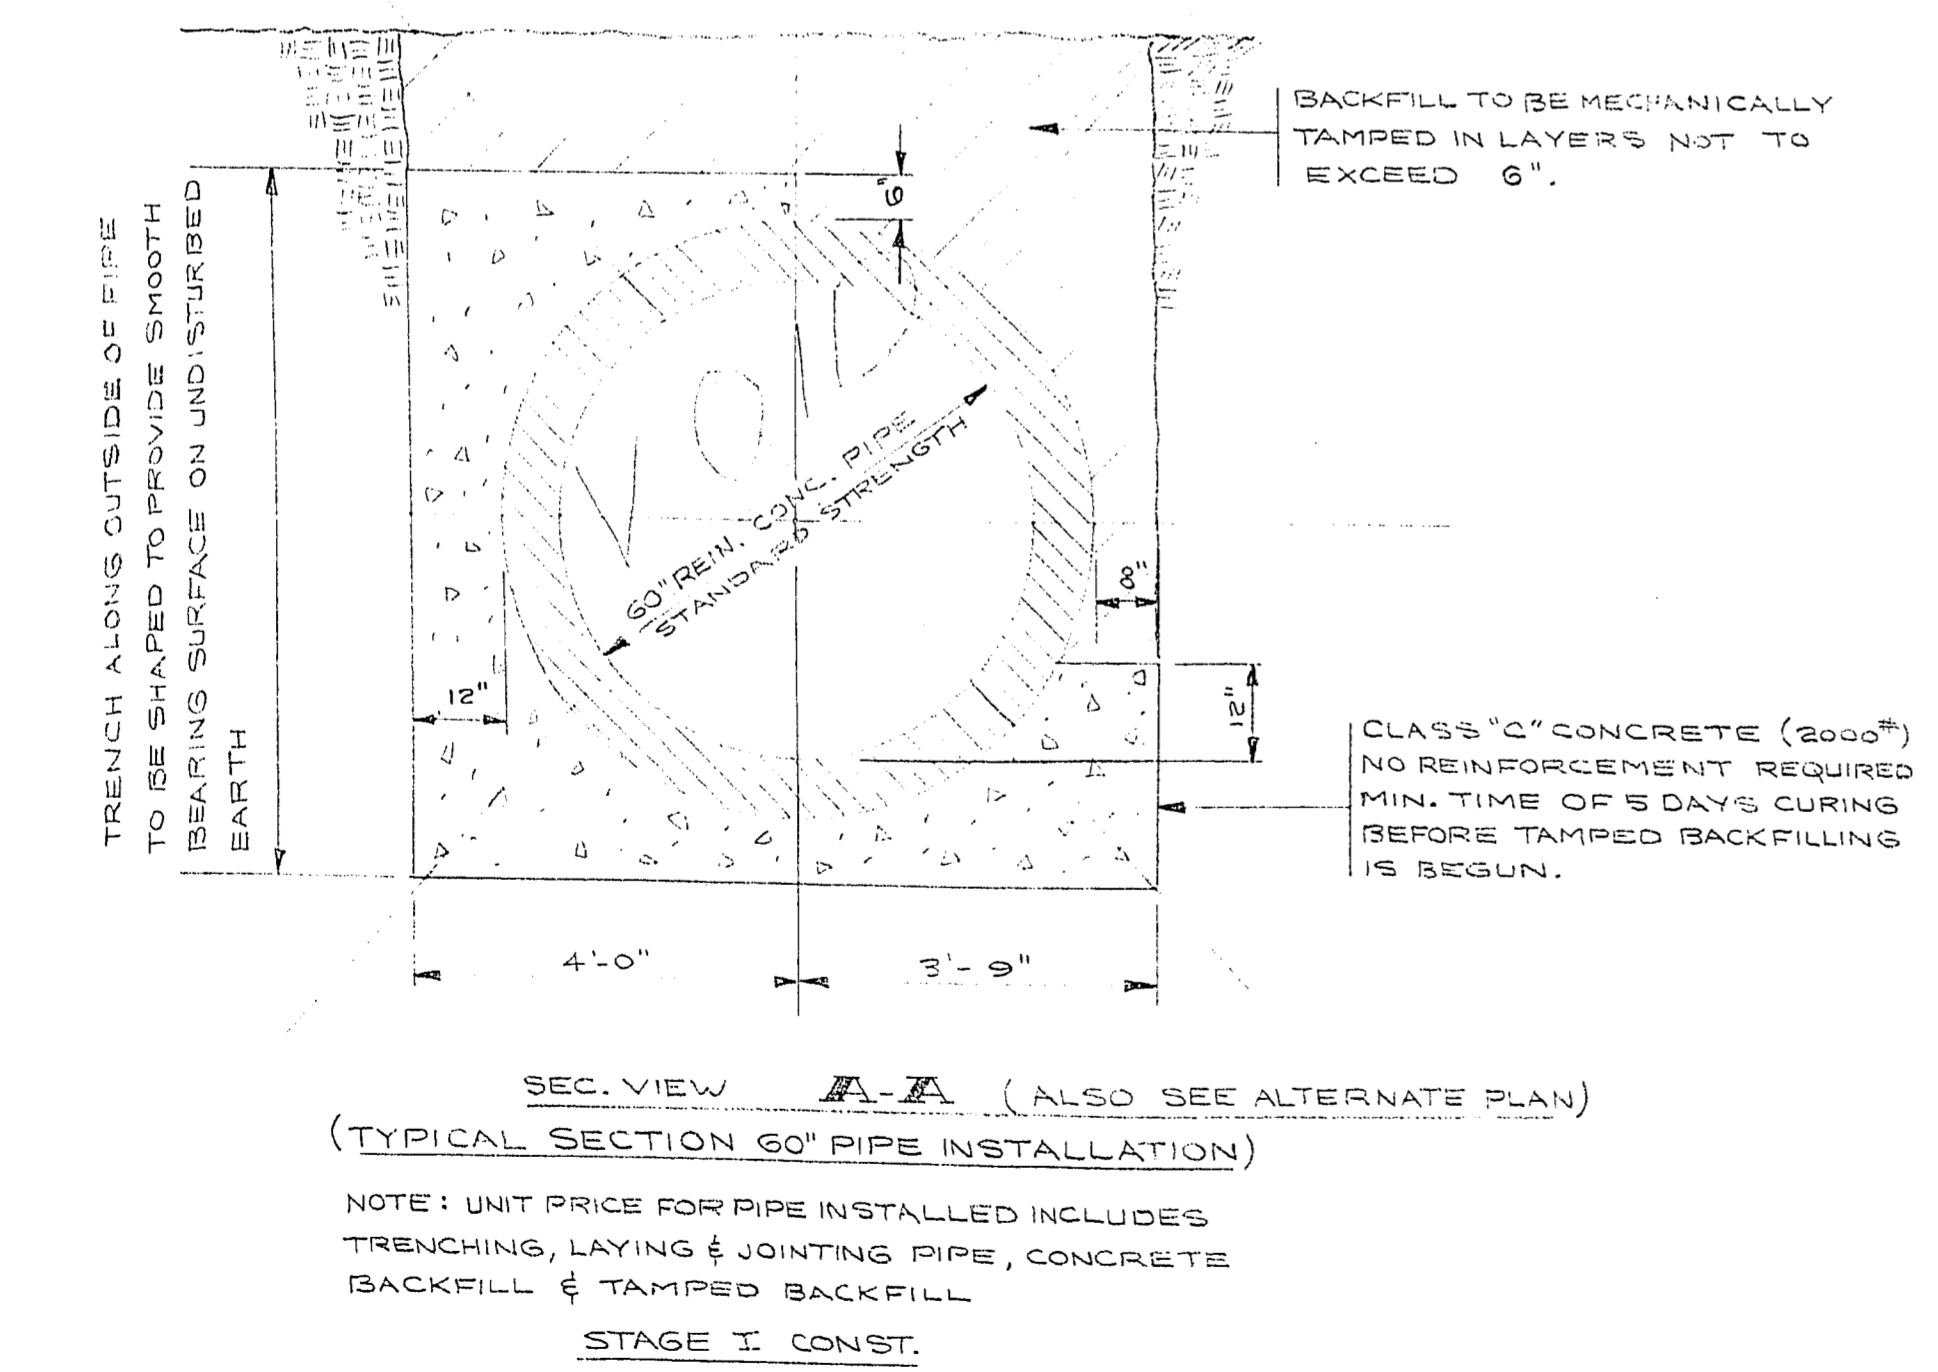 BACKFILL TO BE MECHANICALLY
TAMPED IN LAYERS NOT TO
EXCEED 6".
TRENCH ALONG OUTSIDE OF PIPE
TO BE SHAPED TO PROVIDE SMOOTH
BEARING SURFACE ON UNDISTURBED
EARTH
6"
VOID
60" REIN. CONC. PIPE
STANDARD STRENGTH
8"
12"
12"
CLASS "C" CONCRETE (2000#)
NO REINFORCEMENT REQUIRED
MIN. TIME OF 5 DAYS CURING
BEFORE TAMPED BACKFILLING
IS BEGUN.
4'-0"
3'-9"
SEC. VIEW A-A (ALSO SEE ALTERNATE PLAN)
(TYPICAL SECTION 60" PIPE INSTALLATION)
NOTE: UNIT PRICE FOR PIPE INSTALLED INCLUDES
TRENCHING, LAYING & JOINTING PIPE, CONCRETE
BACKFILL & TAMPED BACKFILL
STAGE I CONST.